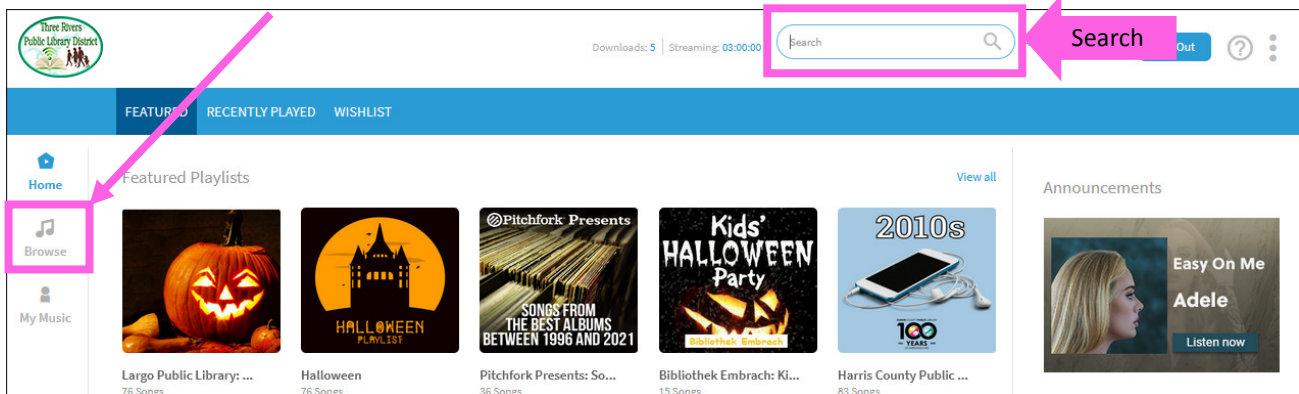 Three Rivers
Public Library District
Downloads: 5 | Streaming: 03:00:00
Search
Search
Out
FEATURED RECENTLY PLAYED WISHLIST
Home
Browse
My Music
Featured Playlists
View all
Pitchfork Presents
SONGS FROM
THE BEST ALBUMS
BETWEEN 1996 AND 2021
HALLOWEEN
PLAYLIST
Kids'
HALLOWEEN
Party
Bibliothek Embrach
2010s
100
YEARS
Largo Public Library: ...
76 Songs
Halloween
76 Songs
Pitchfork Presents: So...
36 Songs
Bibliothek Embrach: Ki...
15 Songs
Harris County Public ...
83 Songs
Announcements
Easy On Me
Adele
Listen now